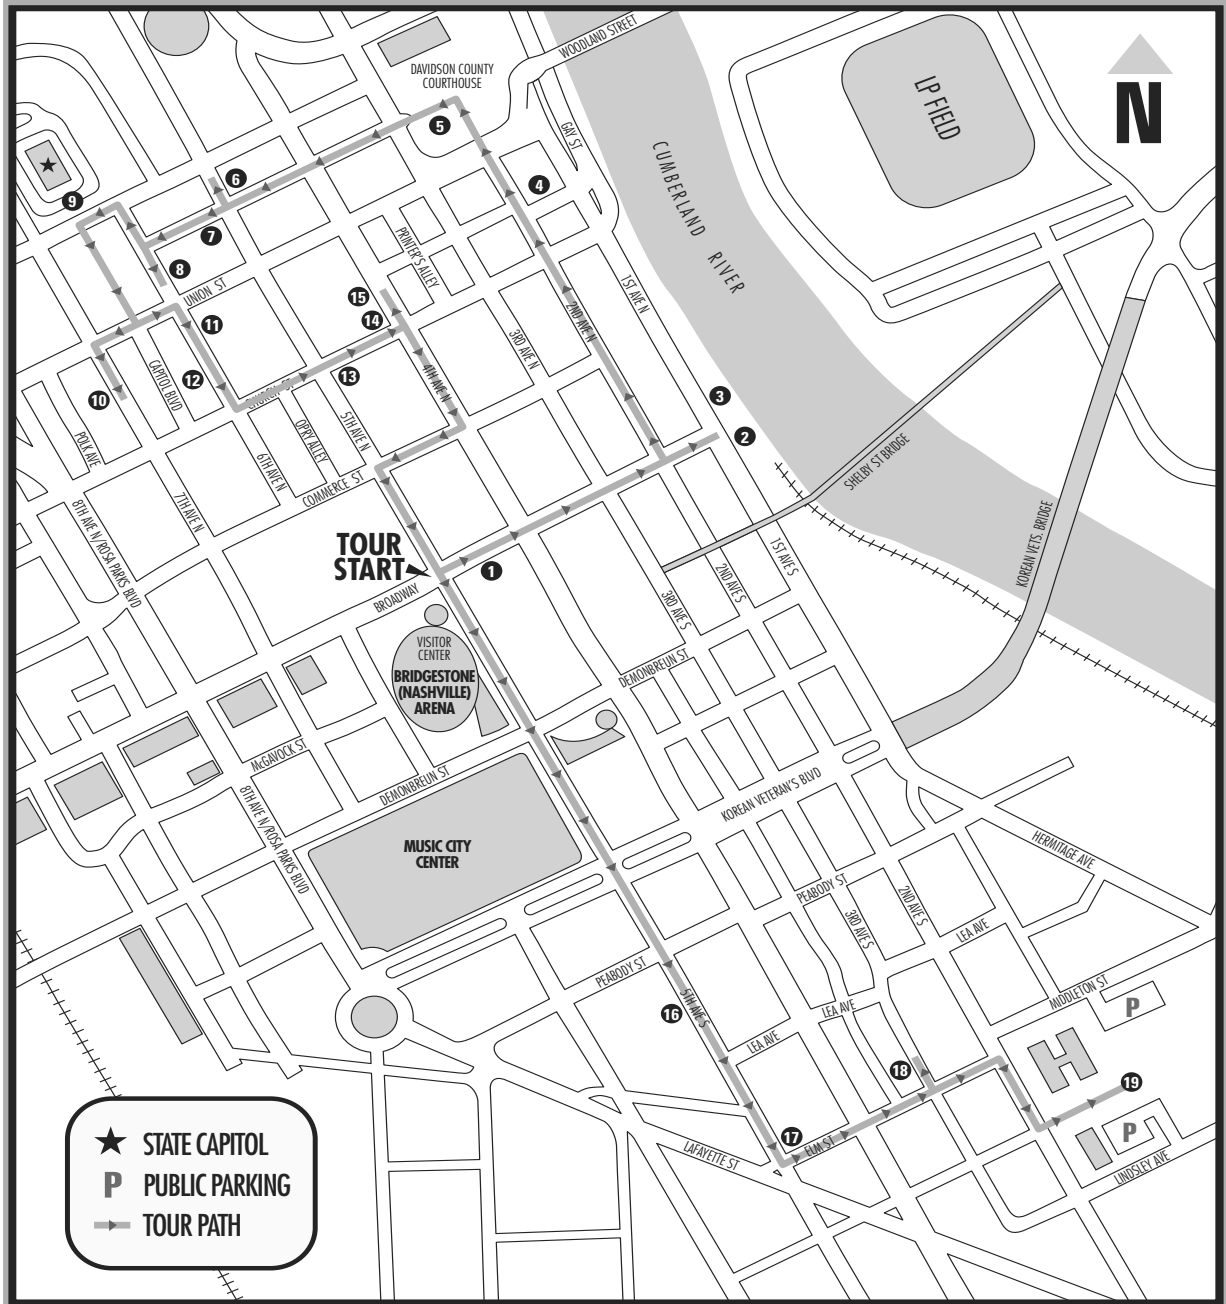 WOODLAND STREET
DAVIDSON COUNTY
COURTHOUSE
LP FIELD
N
5
GAY ST
CUMBERLAND RIVER
6
4
9
7
PRINTER'S ALLEY
8
UNION ST
15
14
11
1ST AVE N
2ND AVE N
3RD AVE N
CAPITOL BLVD
12
13
4TH AVE N
10
CHURCH ST
3
2
OPRY ALLEY
5TH AVE N
POLK AVE
6TH AVE N
COMMERCE ST
SHELBY ST BRIDGE
7TH AVE N
8TH AVE N/ROSA PARKS BLVD
TOUR
START
1
BROADWAY
1ST AVE S
2ND AVE S
3RD AVE S
KOREAN VETS. BRIDGE
VISITOR
CENTER
BRIDGESTONE
(NASHVILLE)
ARENA
DEMONBREUN ST
McGAVOCK ST
DEMONBREUN ST
8TH AVE N/ROSA PARKS BLVD
KOREAN VETERAN'S BLVD
MUSIC CITY
CENTER
HERMITAGE AVE
PEABODY ST
2ND AVE S
3RD AVE S
LEA AVE
PEABODY ST
5TH AVE S
16
LEA AVE
LEA AVE
MIDDLETON ST
P
18
19
17
ELM ST
P
LAFAYETTE ST
LINDSLEY AVE
STATE CAPITOL
P PUBLIC PARKING
TOUR PATH